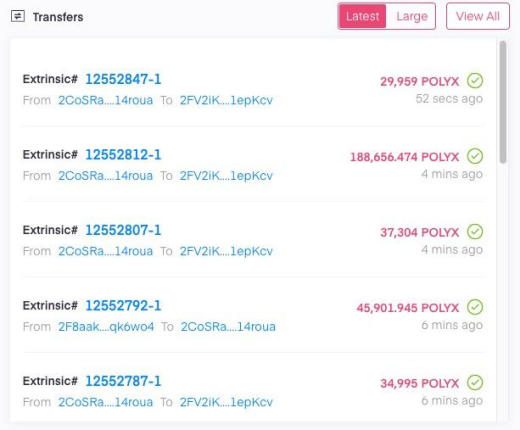 Transfers Latest Large View All
Extrinsic# 12552847-1 29,959 POLYX
From 2CoSRa....14roua To 2FV2iK....1epKcv 52 secs ago
Extrinsic# 12552812-1 188,656.474 POLYX
From 2CoSRa....14roua To 2FV2iK....1epKcv 4 mins ago
Extrinsic# 12552807-1 37,304 POLYX
From 2CoSRa....14roua To 2FV2iK....1epKcv 4 mins ago
Extrinsic# 12552792-1 45,901.945 POLYX
From 2F8aak....qk6wo4 To 2CoSRa....14roua 6 mins ago
Extrinsic# 12552787-1 34,995 POLYX
From 2CoSRa....14roua To 2FV2iK....1epKcv 6 mins ago